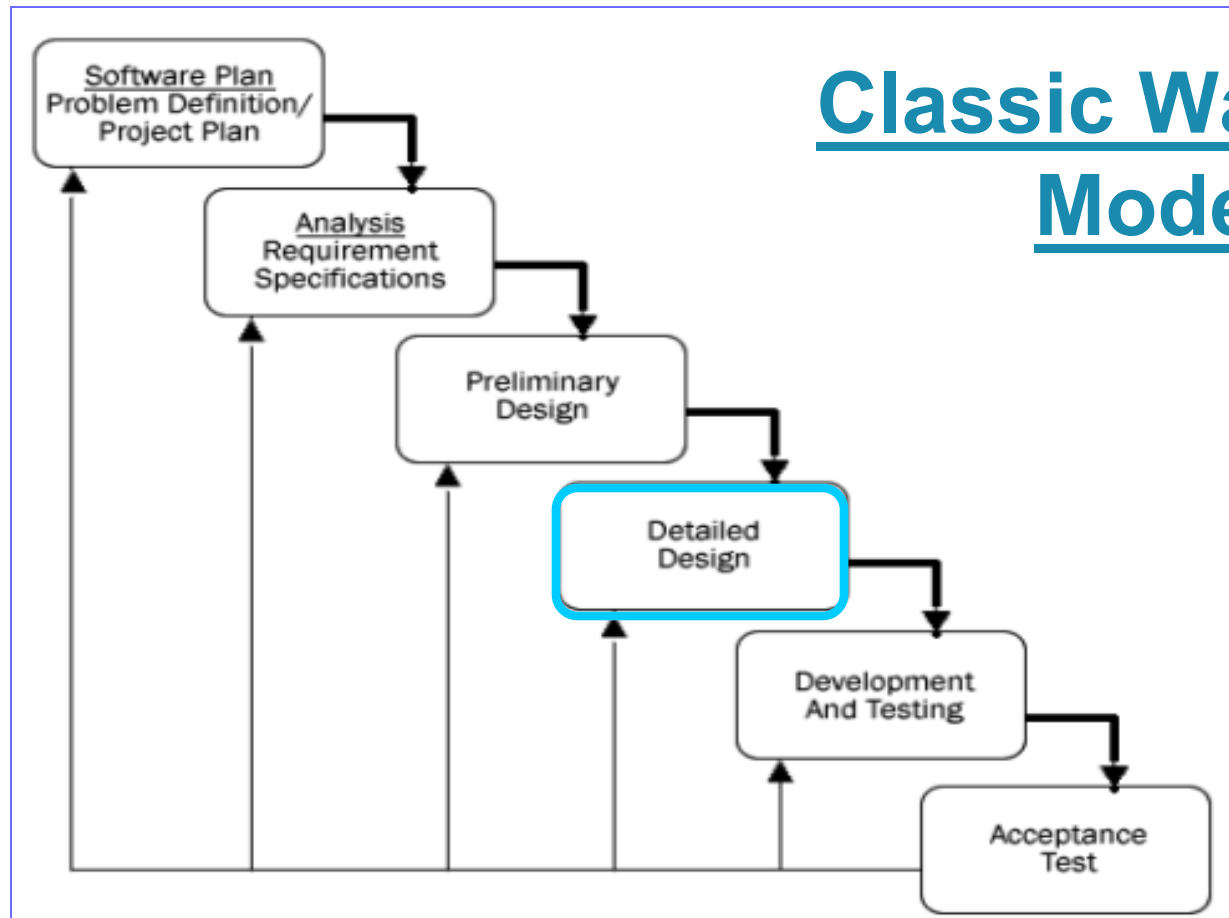 Classic Wa
Mode
Software Plan
Problem Definition/
Project Plan
Analysis
Requirement
Specifications
Preliminary
Design
Detailed
Design
Development
And Testing
Acceptance
Test